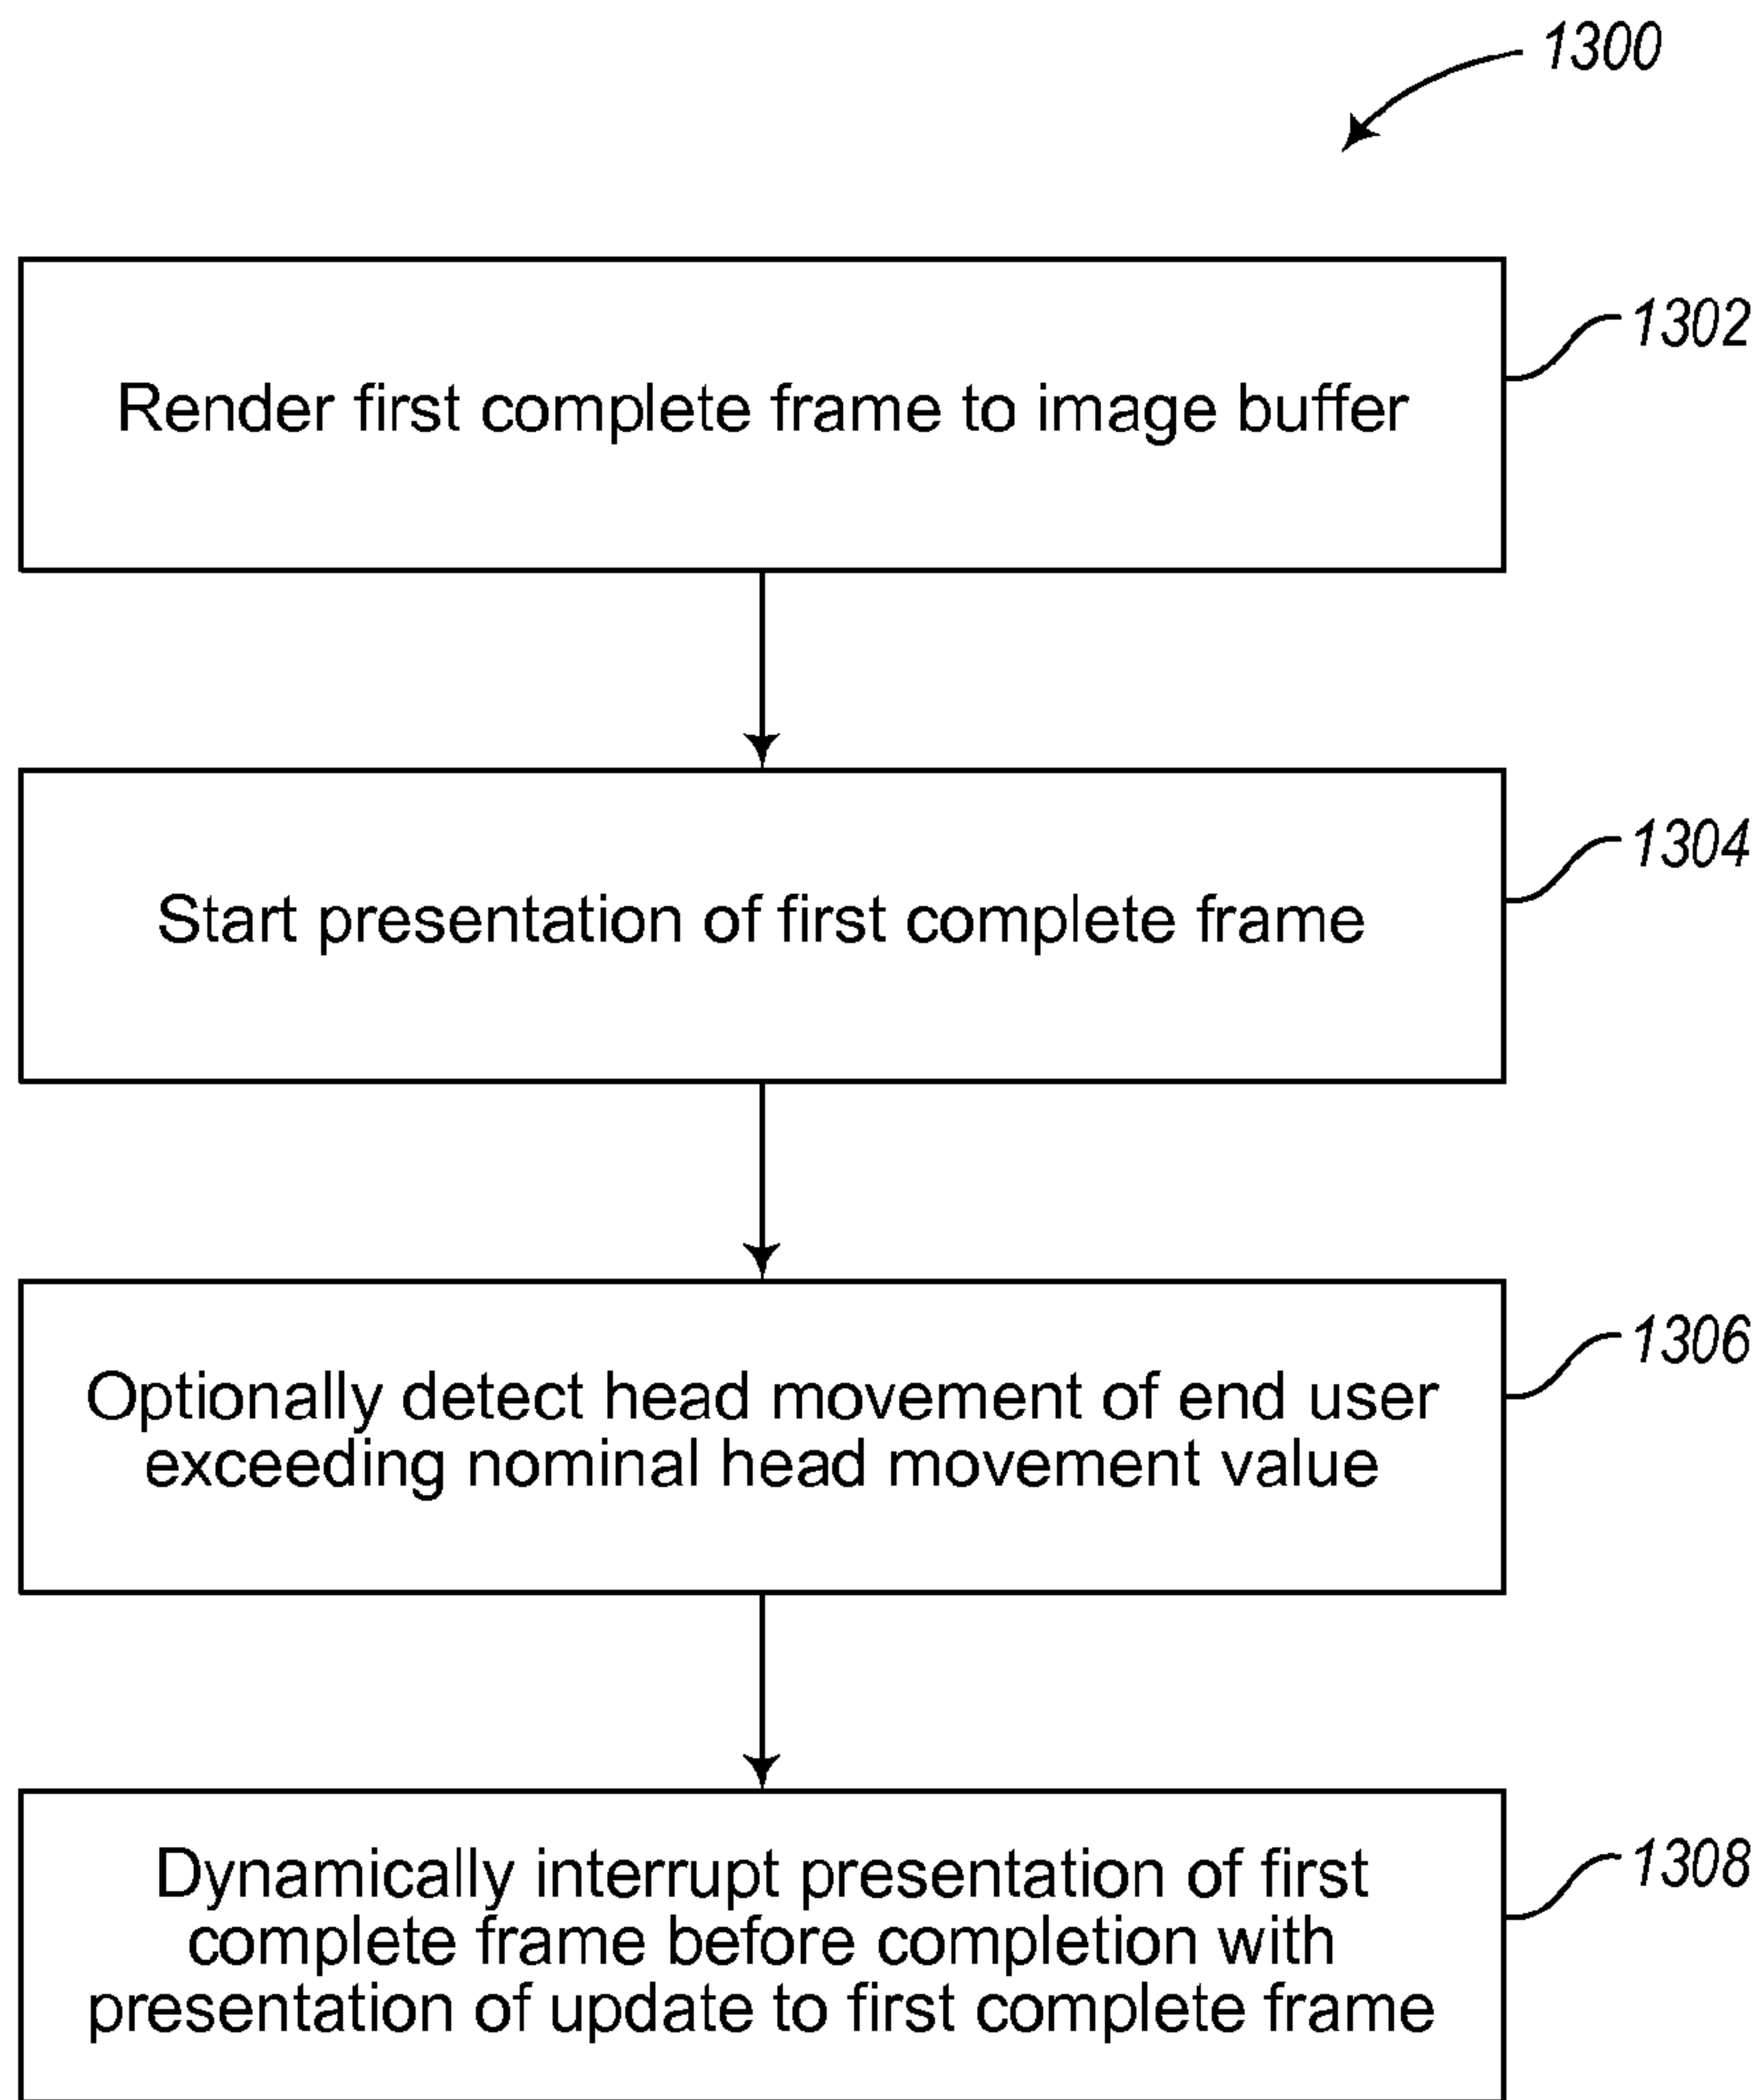 1300
1302
Render first complete frame to image buffer
1304
Start presentation of first complete frame
1306
Optionally detect head movement of end user
exceeding nominal head movement value
1308
Dynamically interrupt presentation of first
complete frame before completion with
presentation of update to first complete frame